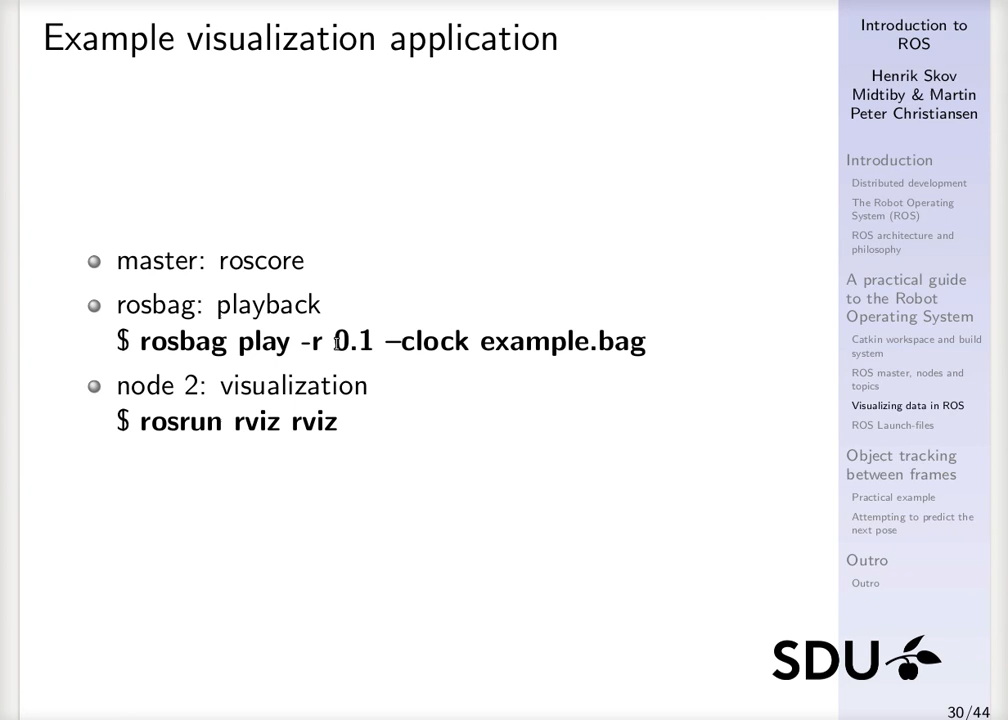 Example visualization application
master: roscore
rosbag: playback
$ rosbag play -r 0.1 –clock example.bag
node 2: visualization
$ rosrun rviz rviz
Introduction to
ROS
Henrik Skov
Midtiby & Martin
Peter Christiansen
Introduction
Distributed development
The Robot Operating
System (ROS)
ROS architecture and
philosophy
A practical guide
to the Robot
Operating System
Catkin workspace and build
system
ROS master, nodes and
topics
Visualizing data in ROS
ROS Launch-files
Object tracking
between frames
Practical example
Attempting to predict the
next pose
Outro
Outro
SDU
30/44